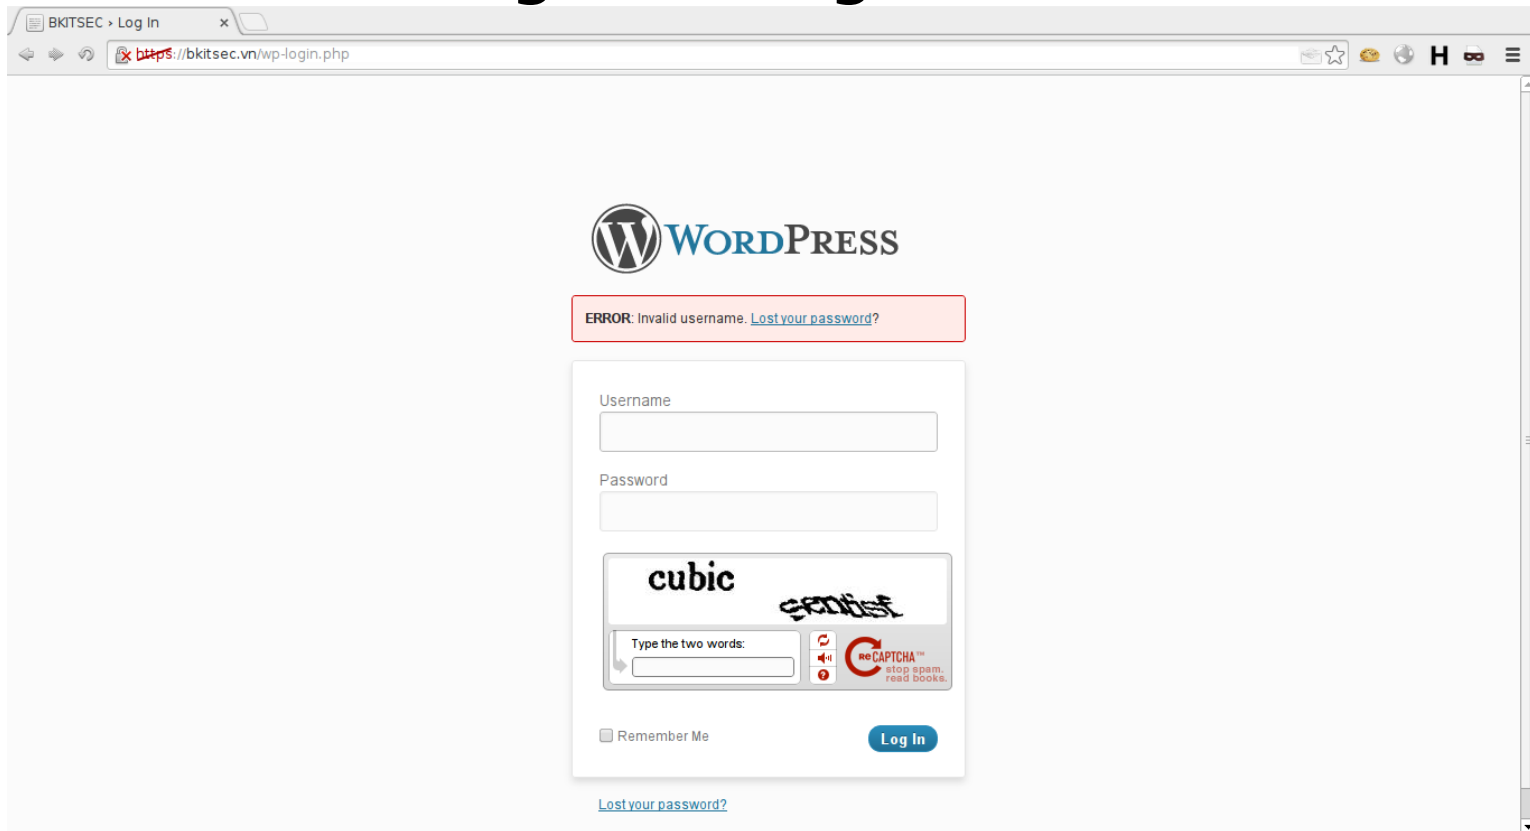 BKITSEC › Log In
https://bkitsec.vn/wp-login.php
H
WORDPRESS
ERROR: Invalid username. Lost your password?
Username
Password
cubic
Type the two words:
reCAPTCHA™
stop spam.
read books.
Remember Me
Log In
Lost your password?